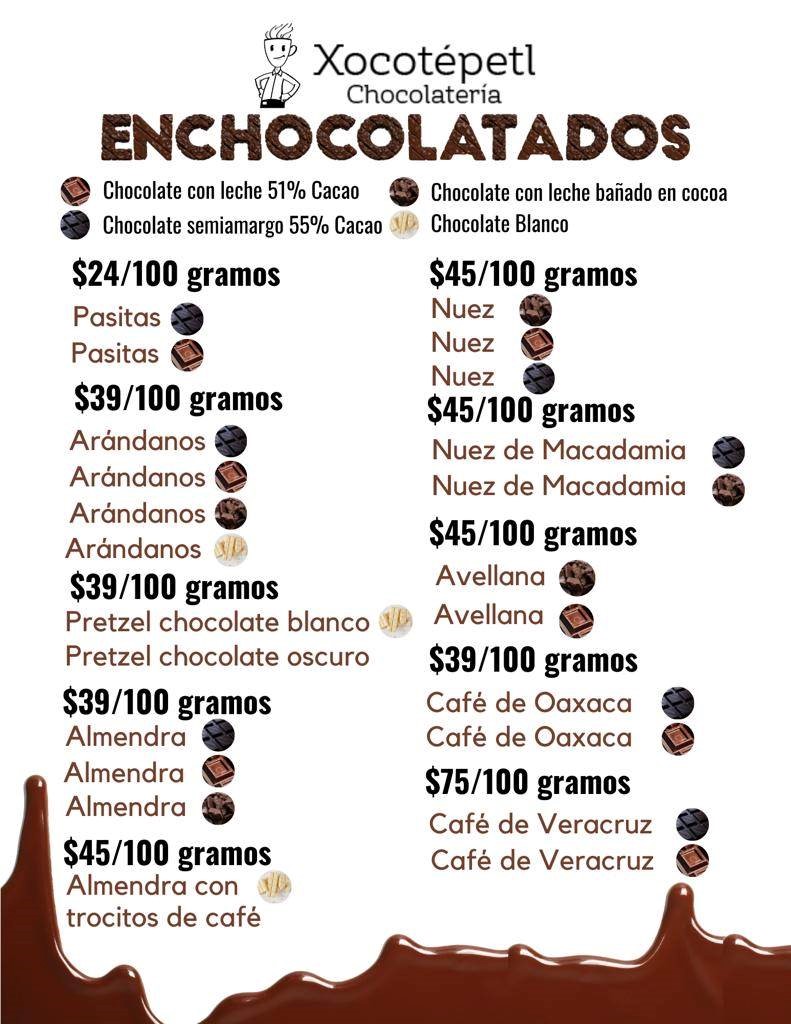 Xocotépetl
Chocolatería
ENCHOCOLATADOS
Chocolate con leche 51% Cacao
Chocolate semiamargo 55% Cacao
Chocolate con leche bañado en cocoa
Chocolate Blanco
$24/100 gramos
Pasitas
Pasitas
$39/100 gramos
Arándanos
Arándanos
Arándanos
Arándanos
$39/100 gramos
Pretzel chocolate blanco
Pretzel chocolate oscuro
$39/100 gramos
Almendra
Almendra
Almendra
$45/100 gramos
Almendra con
trocitos de café
$45/100 gramos
Nuez
Nuez
Nuez
$45/100 gramos
Nuez de Macadamia
Nuez de Macadamia
$45/100 gramos
Avellana
Avellana
$39/100 gramos
Café de Oaxaca
Café de Oaxaca
$75/100 gramos
Café de Veracruz
Café de Veracruz